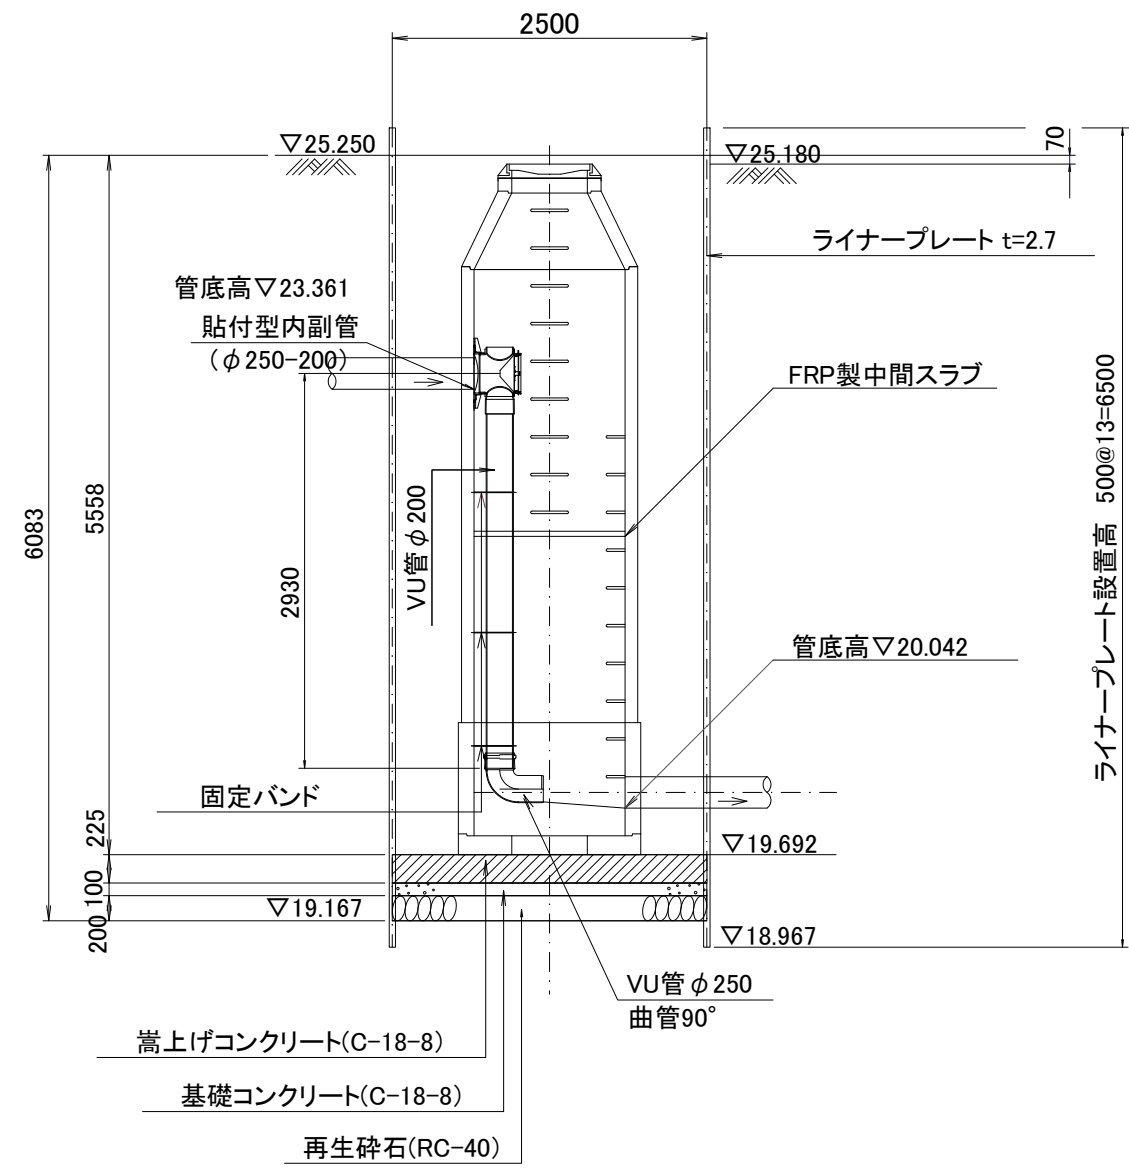 2500
▽25.250
▽25.180
70
ライナープレート t=2.7
管底高▽23.361
貼付型内副管
(φ250-200)
FRP製中間スラブ
ライナープレート設置高 500@13=6500
6083
5558
2930
VU管φ200
管底高▽20.042
固定バンド
225
▽19.692
100
200
▽19.167
▽18.967
VU管φ250
曲管90°
嵩上げコンクリート(C-18-8)
基礎コンクリート(C-18-8)
再生砕石(RC-40)